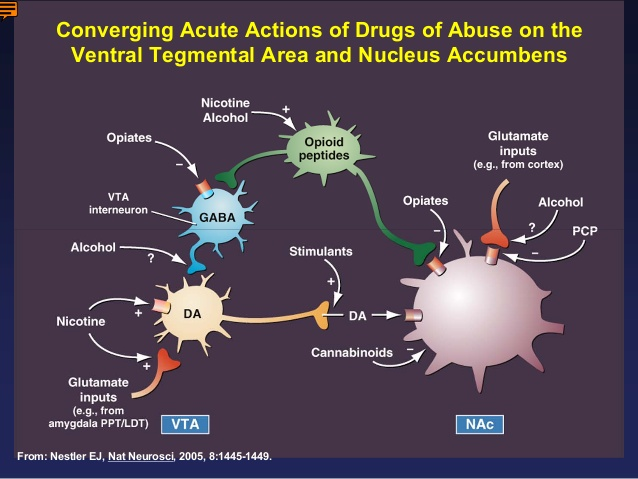 Converging Acute Actions of Drugs of Abuse on the
Ventral Tegmental Area and Nucleus Accumbens
Nicotine
Alcohol
+
Opioid
peptides
Opiates
–
Glutamate
inputs
(e.g., from cortex)
VTA
interneuron
GABA
Opiates
–
Alcohol
?
PCP
–
Alcohol
?
Stimulants
+
Nicotine
+
DA
DA
Cannabinoids
–
+
Glutamate
inputs
(e.g., from
amygdala PPT/LDT)
VTA
NAc
From: Nestler EJ, Nat Neurosci, 2005, 8:1445-1449.